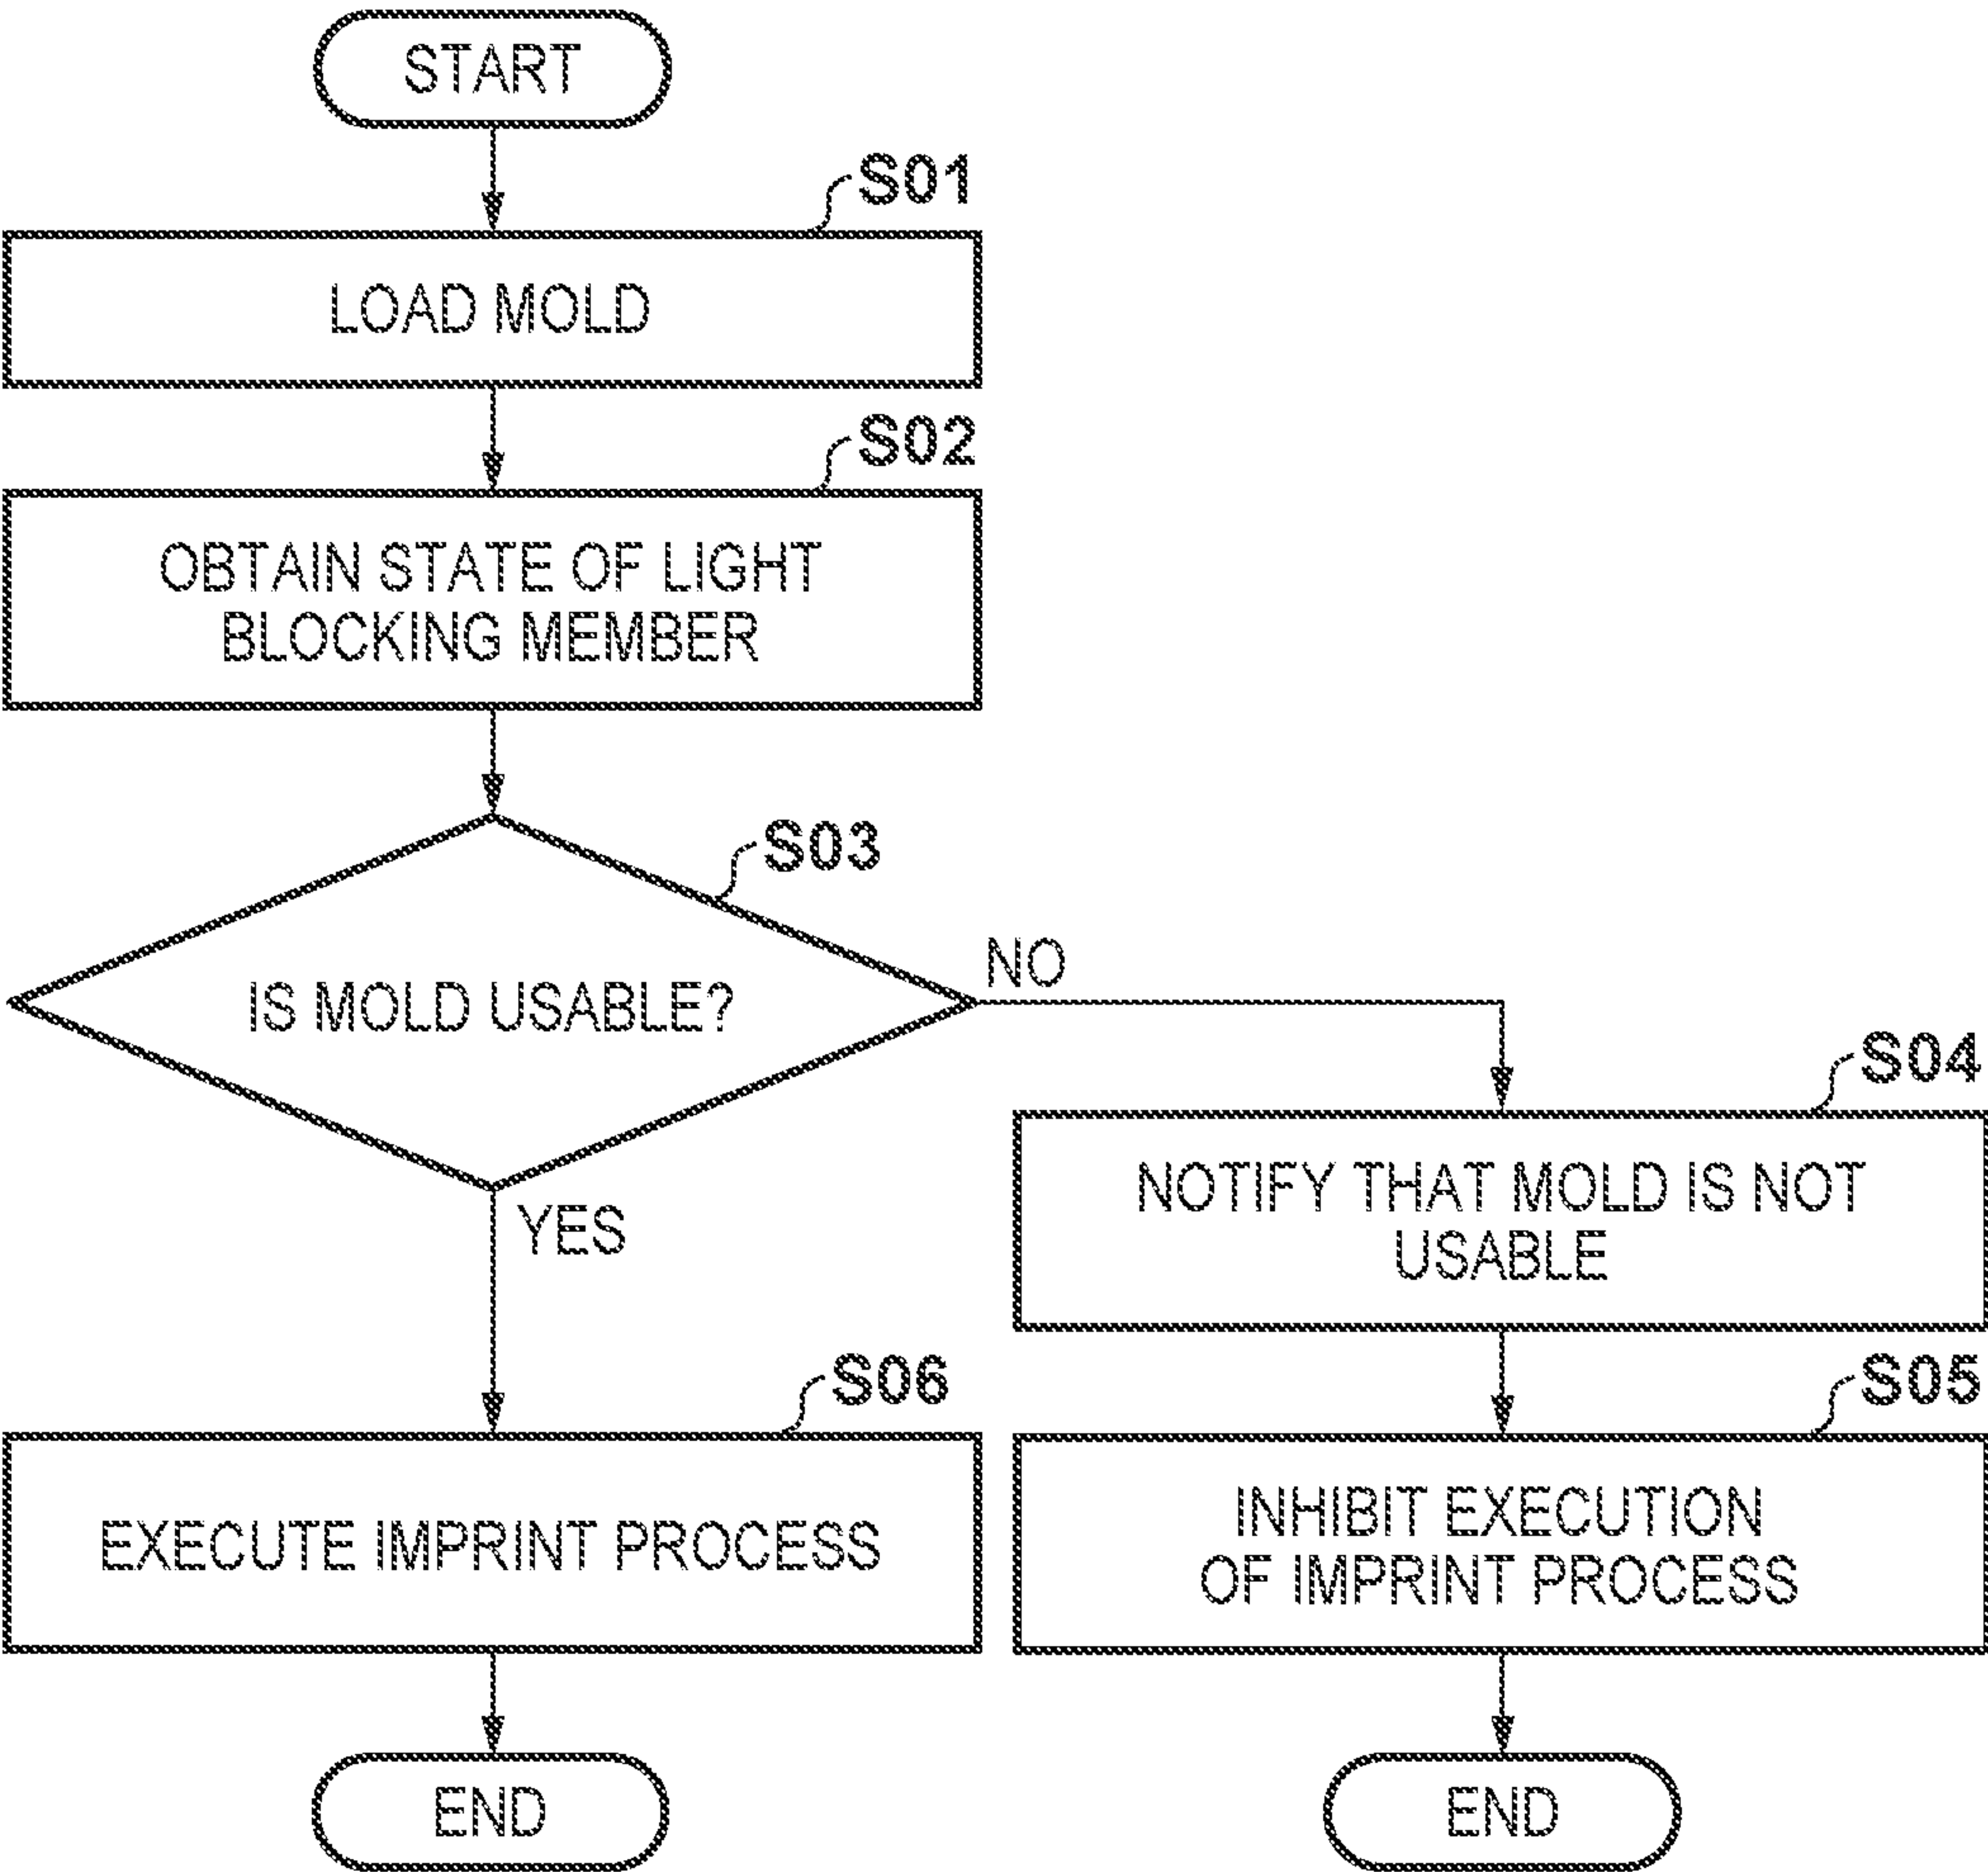 START
S01
LOAD MOLD
S02
OBTAIN STATE OF LIGHT
BLOCKING MEMBER
S03
IS MOLD USABLE?
NO
YES
S04
NOTIFY THAT MOLD IS NOT
USABLE
S05
INHIBIT EXECUTION
OF IMPRINT PROCESS
S06
EXECUTE IMPRINT PROCESS
END
END